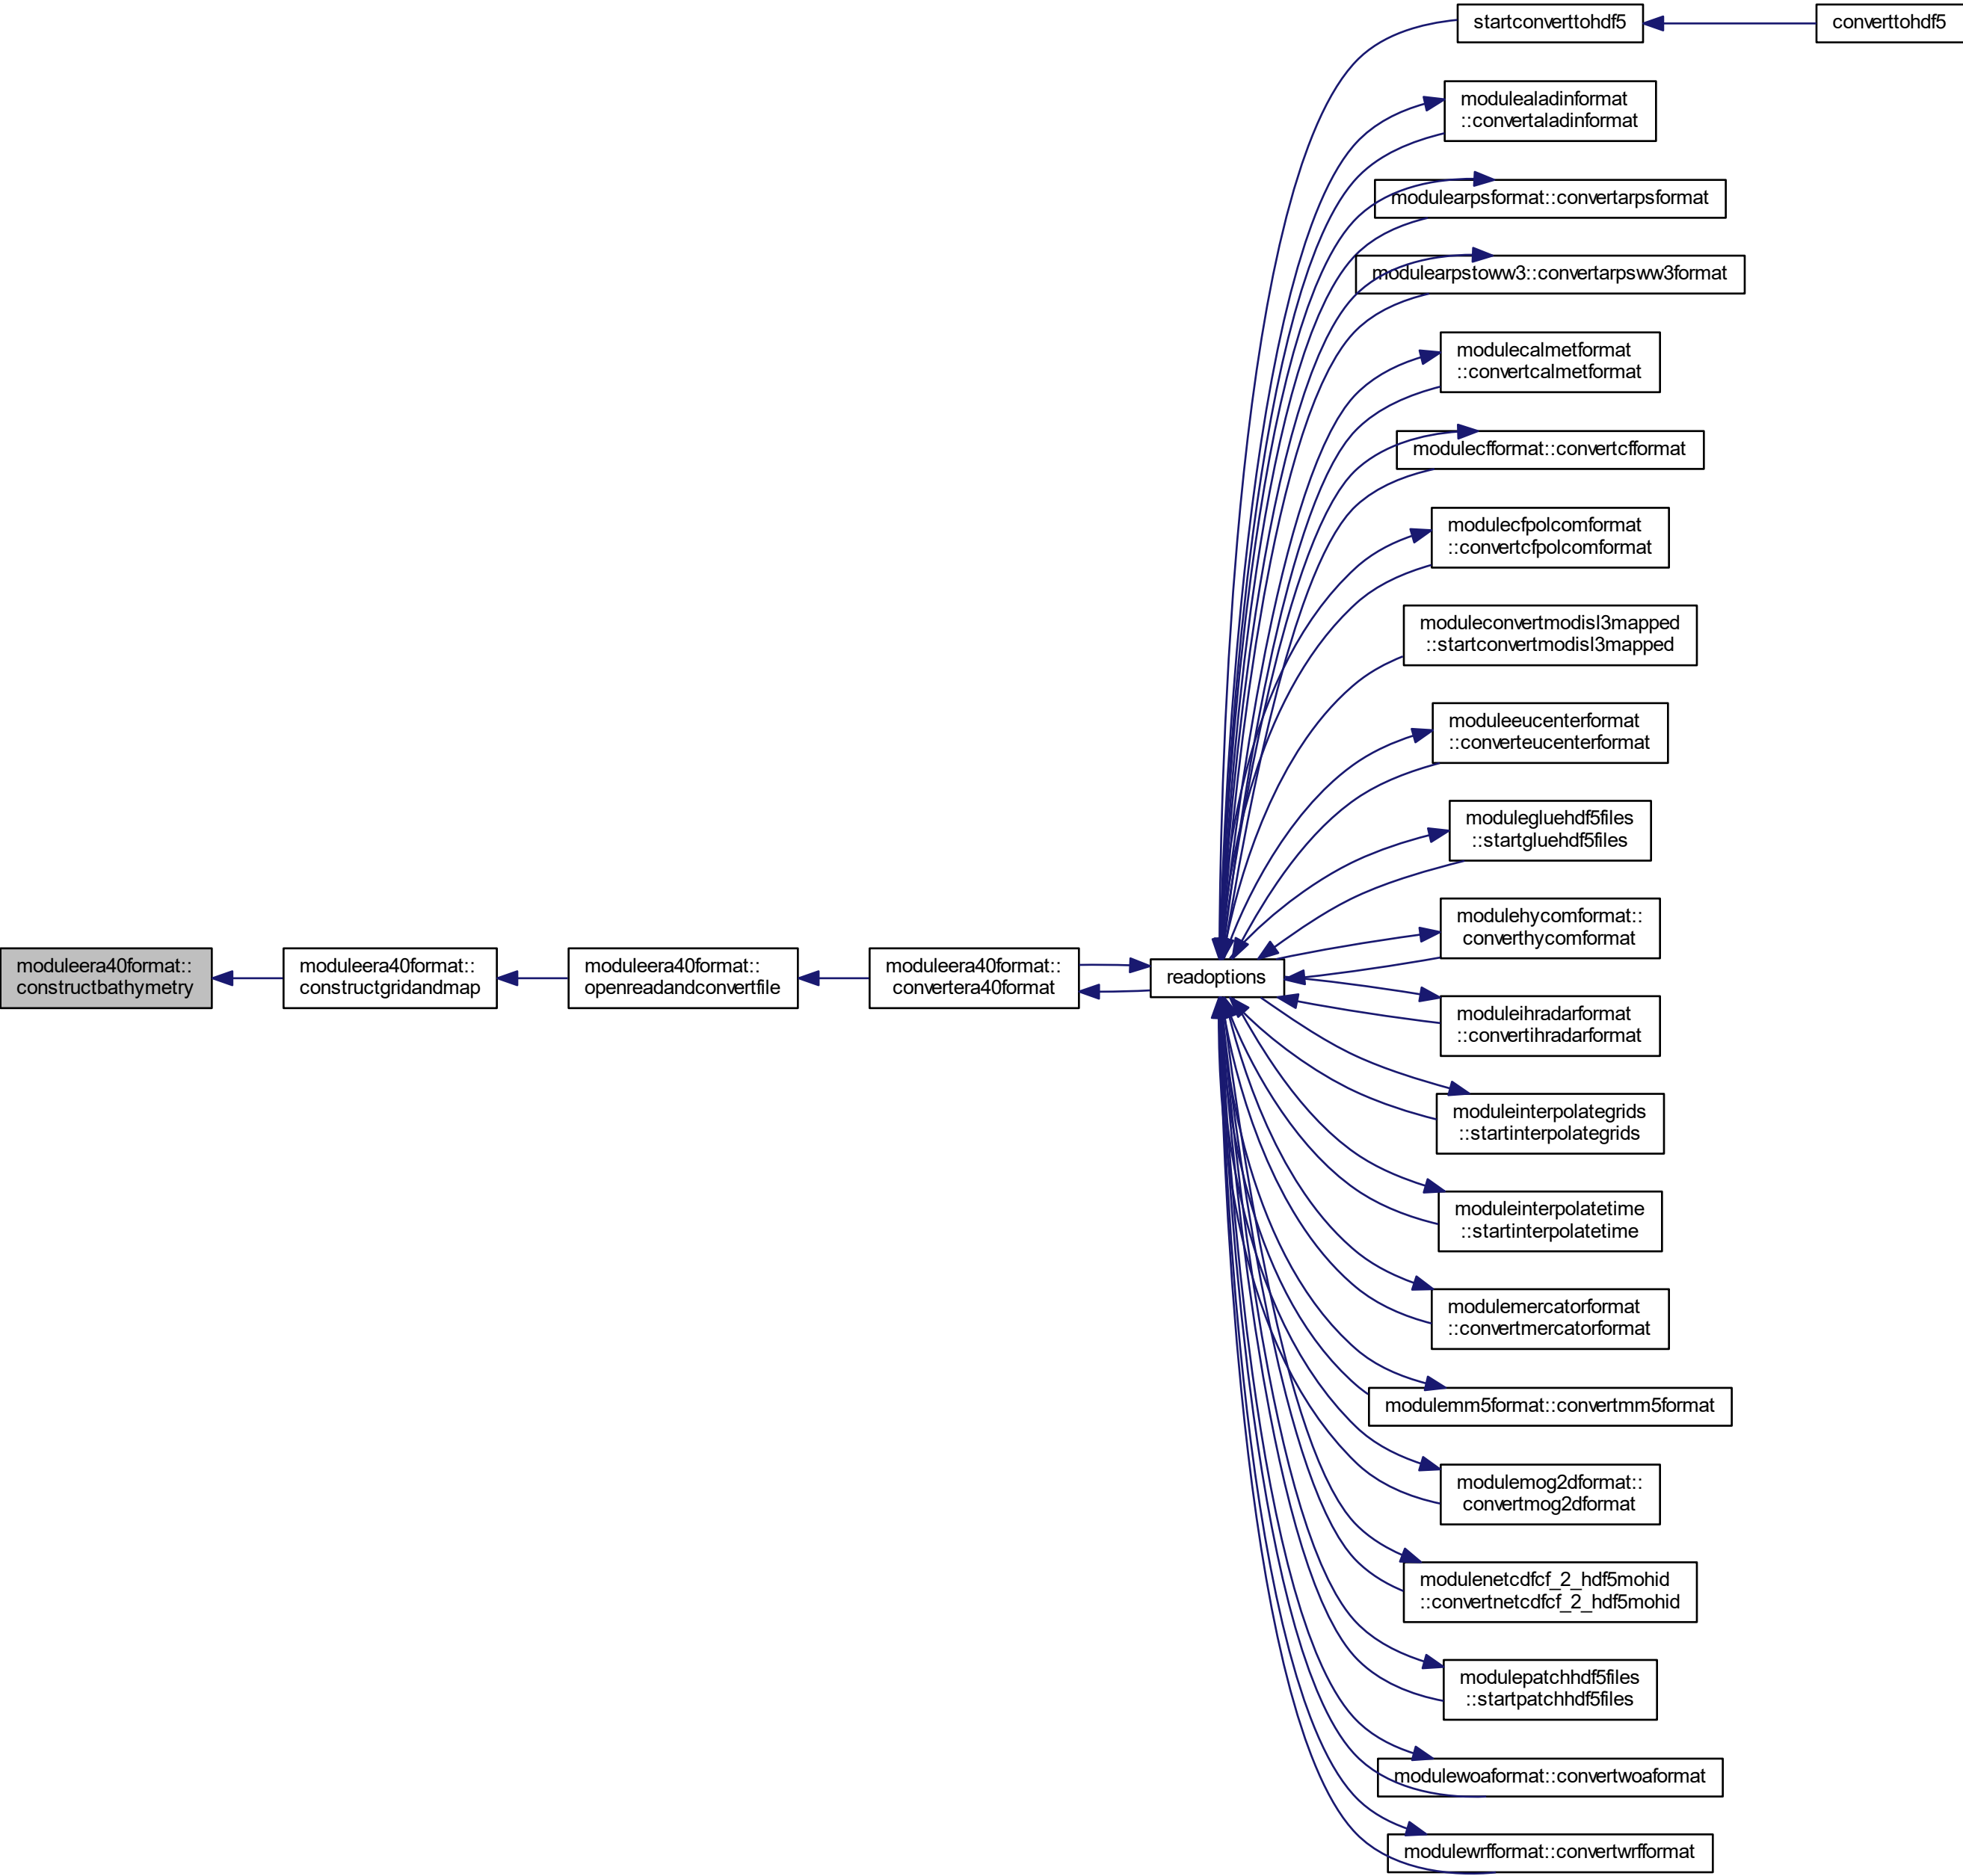 startconverttohdf5
converttohdf5
modulealadinformat
::convertaladinformat
modulearpsformat::convertarpsformat
modulearpstoww3::convertarpsww3format
modulecalmetformat
::convertcalmetformat
modulecfformat::convertcfformat
modulecfpolcomformat
::convertcfpolcomformat
moduleconvertmodisl3mapped
::startconvertmodisl3mapped
moduleeucenterformat
::converteucenterformat
modulegluehdf5files
::startgluehdf5files
modulehycomformat::
converthycomformat
moduleera40format::
constructbathymetry
moduleera40format::
constructgridandmap
moduleera40format::
openreadandconvertfile
moduleera40format::
convertera40format
readoptions
moduleihradarformat
::convertihradarformat
moduleinterpolategrids
::startinterpolategrids
moduleinterpolatetime
::startinterpolatetime
modulemercatorformat
::convertmercatorformat
modulemm5format::convertmm5format
modulemog2dformat::
convertmog2dformat
modulenetcdfcf_2_hdf5mohid
::convertnetcdfcf_2_hdf5mohid
modulepatchhdf5files
::startpatchhdf5files
modulewoaformat::convertwoaformat
modulewrfformat::convertwrfformat